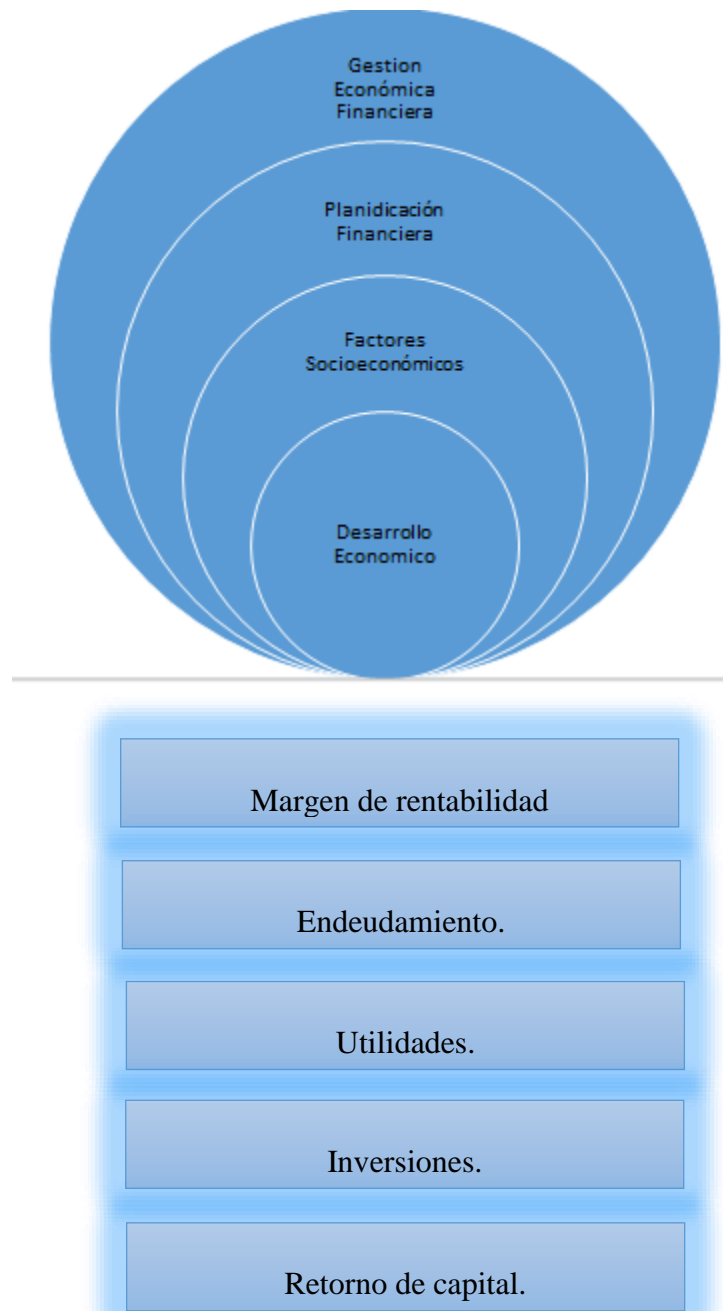 Gestion
Económica
Financiera
Planidicación
Financiera
Factores
Socioeconómicos
Desarrollo
Economico
Margen de rentabilidad
Endeudamiento.
Utilidades.
Inversiones.
Retorno de capital.